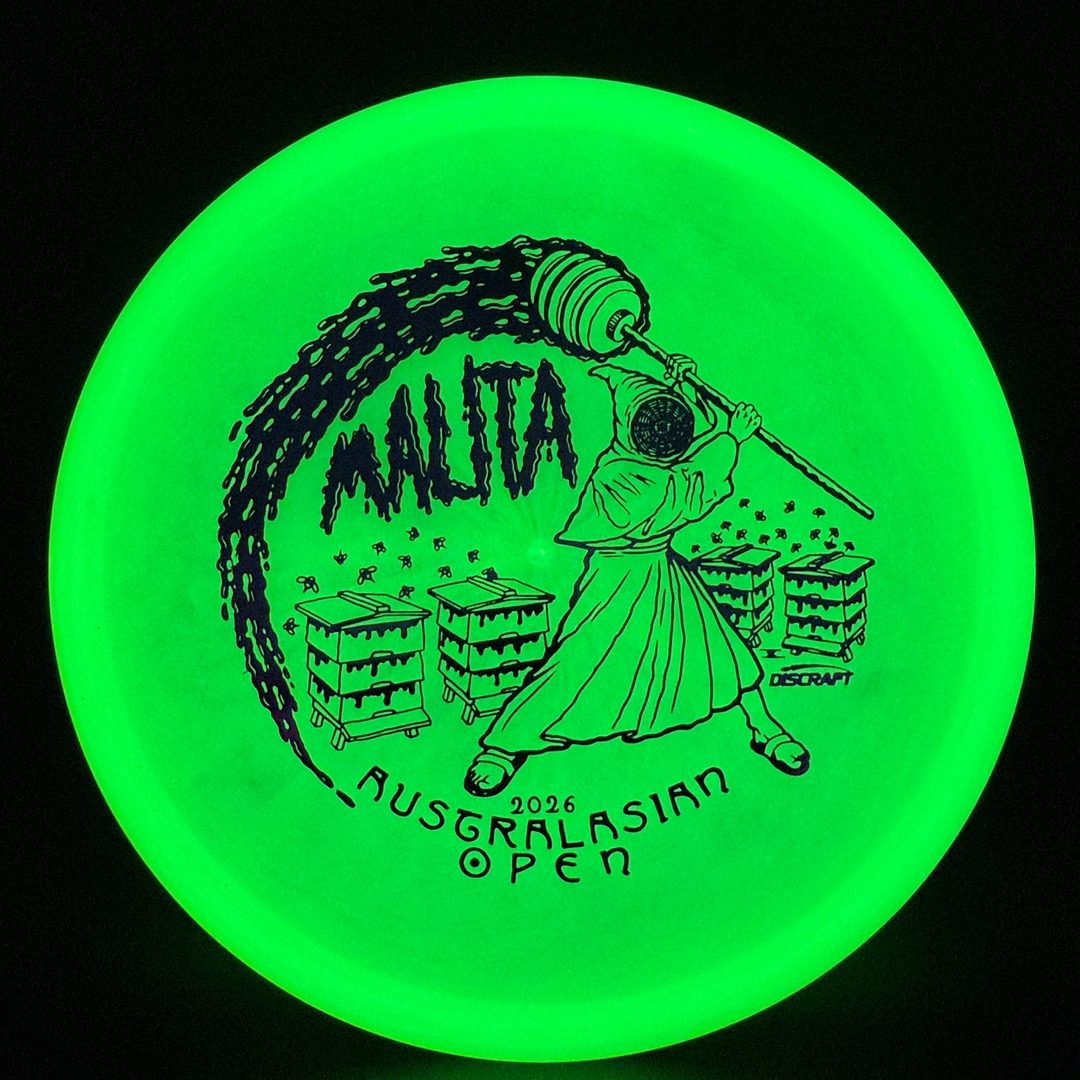 MALITA
DISCRAFT
AUSTRALASIAN
2026
OPEN